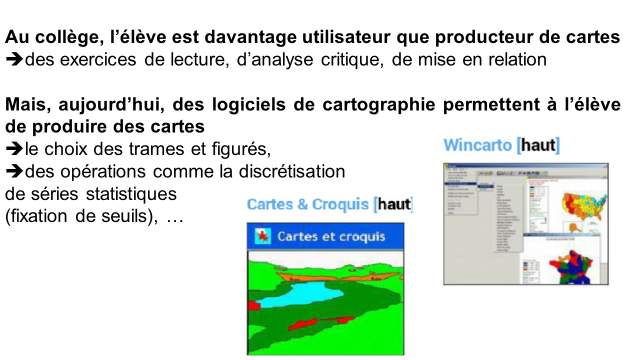 Au collège, l’élève est davantage utilisateur que producteur de cartes
➔des exercices de lecture, d’analyse critique, de mise en relation
Mais, aujourd’hui, des logiciels de cartographie permettent à l’élève
de produire des cartes
➔le choix des trames et figurés,
➔des opérations comme la discrétisation
de séries statistiques
(fixation de seuils), …
Wincarto [haut]
Cartes & Croquis [haut
Cartes et croquis